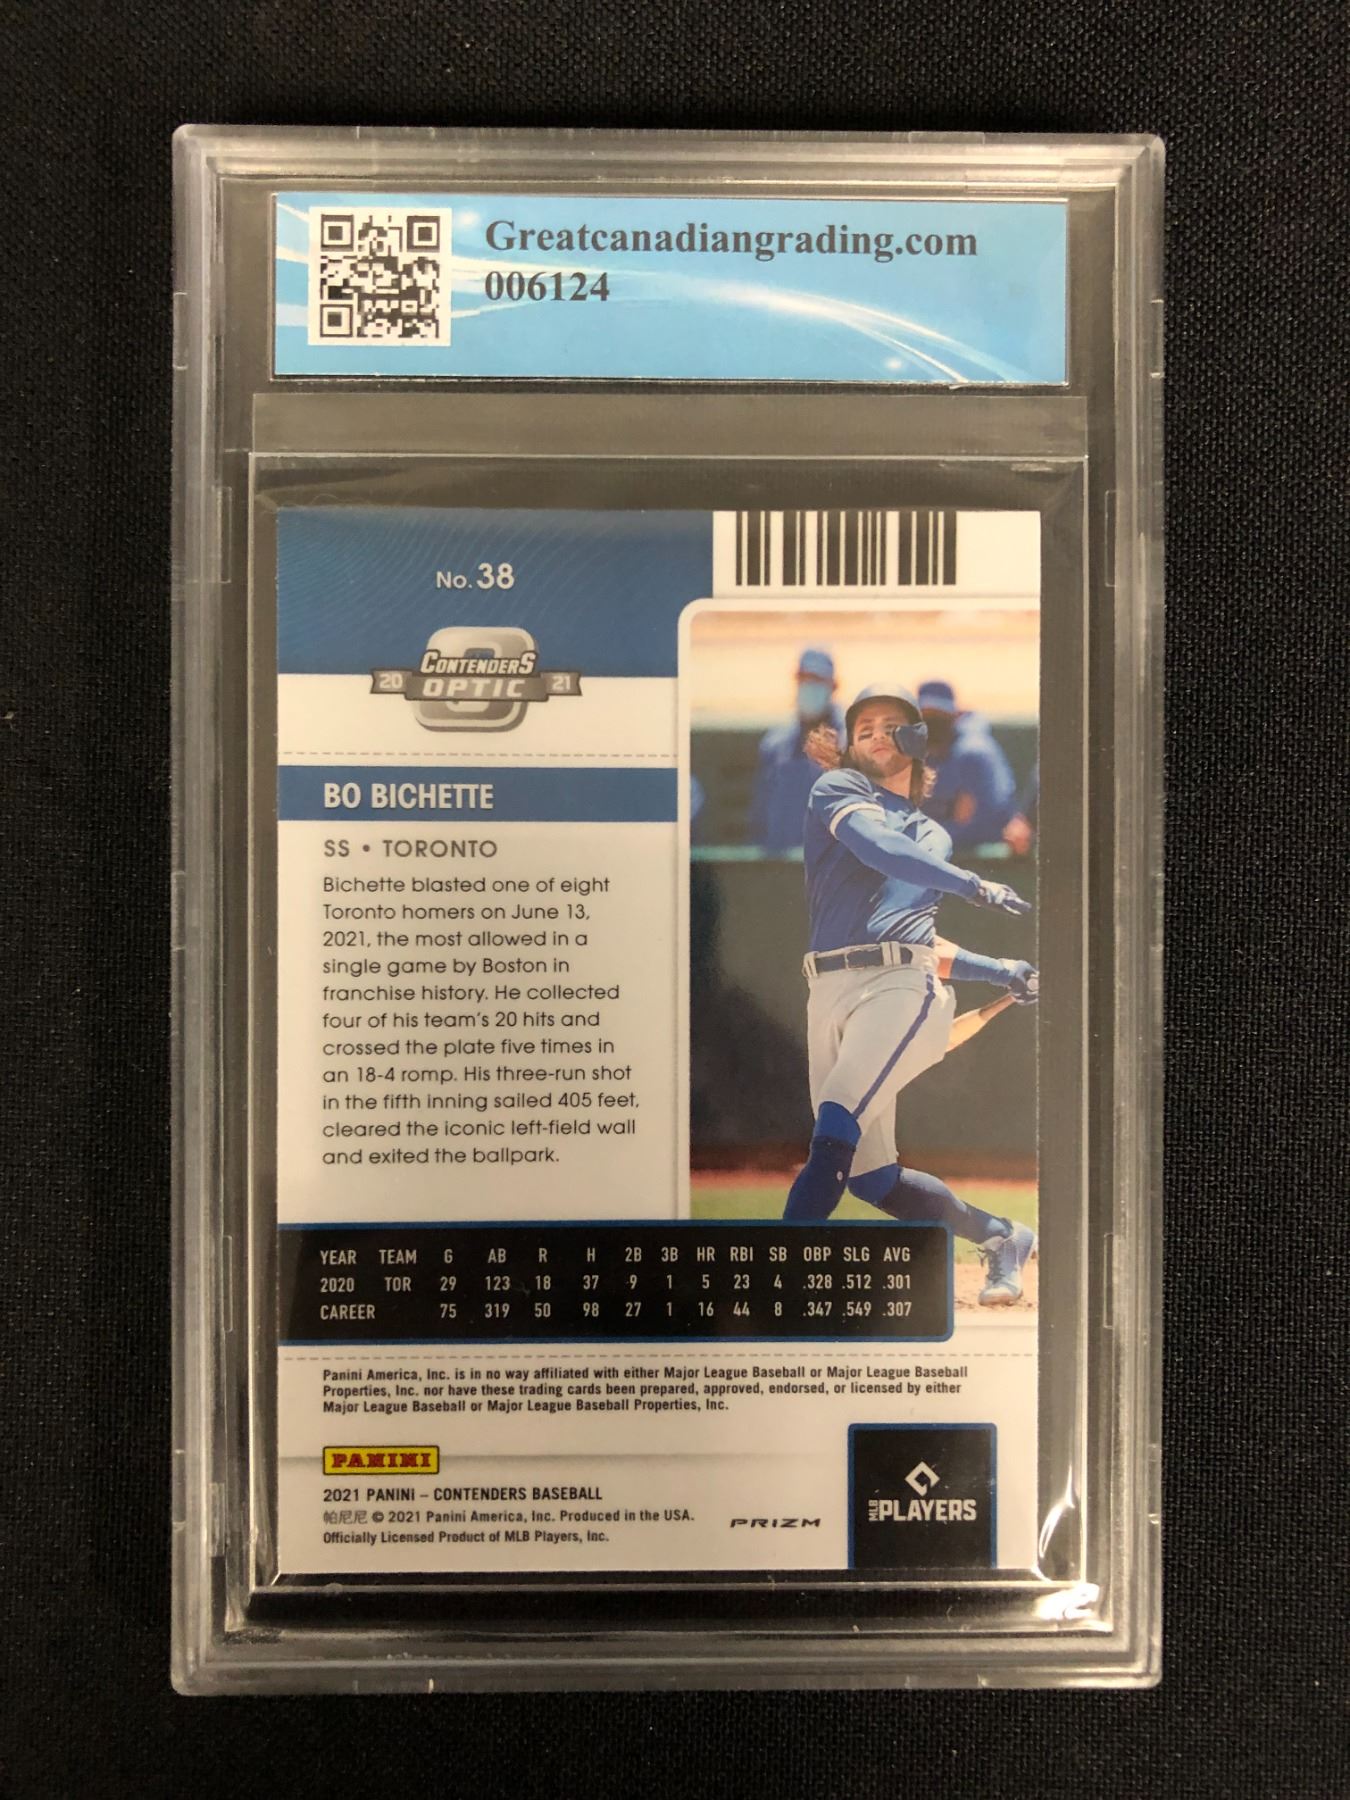 Greatcanadiangrading.com
006124
No. 38
CONTENDERS
20 OPTIC 21
BO BICHETTE
SS • TORONTO
Bichette blasted one of eight
Toronto homers on June 13,
2021, the most allowed in a
single game by Boston in
franchise history. He collected
four of his team's 20 hits and
crossed the plate five times in
an 18-4 romp. His three-run shot
in the fifth inning sailed 405 feet,
cleared the iconic left-field wall
and exited the ballpark.
YEAR TEAM G AB R H 2B 3B HR RBI SB OBP SLG AVG
2020 TOR 29 123 18 37 9 1 5 23 4 .328 .512 .301
CAREER 75 319 50 98 27 1 16 44 8 .347 .549 .307
Panini America, Inc. is in no way affiliated with either Major League Baseball or Major League Baseball
Properties, Inc. nor have these trading cards been prepared, approved, endorsed, or licensed by either
Major League Baseball or Major League Baseball Properties, Inc.
PANINI
2021 PANINI – CONTENDERS BASEBALL
帕尼尼 © 2021 Panini America, Inc. Produced in the USA.
Officially Licensed Product of MLB Players, Inc.
PRIZM
MLB PLAYERS